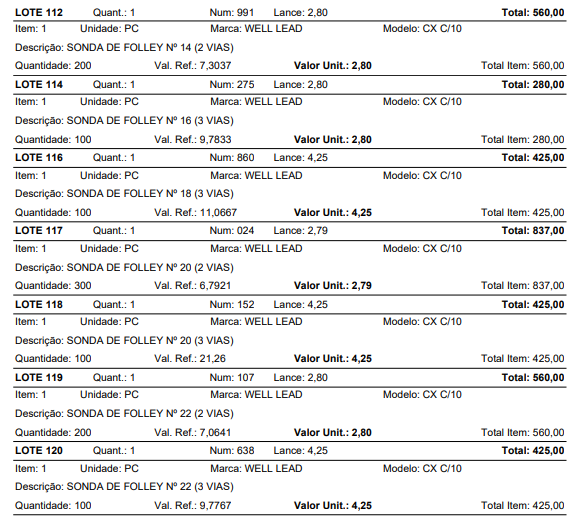 LOTE 112 Quant.: 1 Num: 991 Lance: 2,80 Total: 560,00
Item: 1 Unidade: PC Marca: WELL LEAD Modelo: CX C/10
Descrição: SONDA DE FOLLEY Nº 14 (2 VIAS)
Quantidade: 200 Val. Ref.: 7,3037 Valor Unit.: 2,80 Total Item: 560,00
LOTE 114 Quant.: 1 Num: 275 Lance: 2,80 Total: 280,00
Item: 1 Unidade: PC Marca: WELL LEAD Modelo: CX C/10
Descrição: SONDA DE FOLLEY Nº 16 (3 VIAS)
Quantidade: 100 Val. Ref.: 9,7833 Valor Unit.: 2,80 Total Item: 280,00
LOTE 116 Quant.: 1 Num: 860 Lance: 4,25 Total: 425,00
Item: 1 Unidade: PC Marca: WELL LEAD Modelo: CX C/10
Descrição: SONDA DE FOLLEY Nº 18 (3 VIAS)
Quantidade: 100 Val. Ref.: 11,0667 Valor Unit.: 4,25 Total Item: 425,00
LOTE 117 Quant.: 1 Num: 024 Lance: 2,79 Total: 837,00
Item: 1 Unidade: PC Marca: WELL LEAD Modelo: CX C/10
Descrição: SONDA DE FOLLEY Nº 20 (2 VIAS)
Quantidade: 300 Val. Ref.: 6,7921 Valor Unit.: 2,79 Total Item: 837,00
LOTE 118 Quant.: 1 Num: 152 Lance: 4,25 Total: 425,00
Item: 1 Unidade: PC Marca: WELL LEAD Modelo: CX C/10
Descrição: SONDA DE FOLLEY Nº 20 (3 VIAS)
Quantidade: 100 Val. Ref.: 21,26 Valor Unit.: 4,25 Total Item: 425,00
LOTE 119 Quant.: 1 Num: 107 Lance: 2,80 Total: 560,00
Item: 1 Unidade: PC Marca: WELL LEAD Modelo: CX C/10
Descrição: SONDA DE FOLLEY Nº 22 (2 VIAS)
Quantidade: 200 Val. Ref.: 7,0641 Valor Unit.: 2,80 Total Item: 560,00
LOTE 120 Quant.: 1 Num: 638 Lance: 4,25 Total: 425,00
Item: 1 Unidade: PC Marca: WELL LEAD Modelo: CX C/10
Descrição: SONDA DE FOLLEY Nº 22 (3 VIAS)
Quantidade: 100 Val. Ref.: 9,7767 Valor Unit.: 4,25 Total Item: 425,00